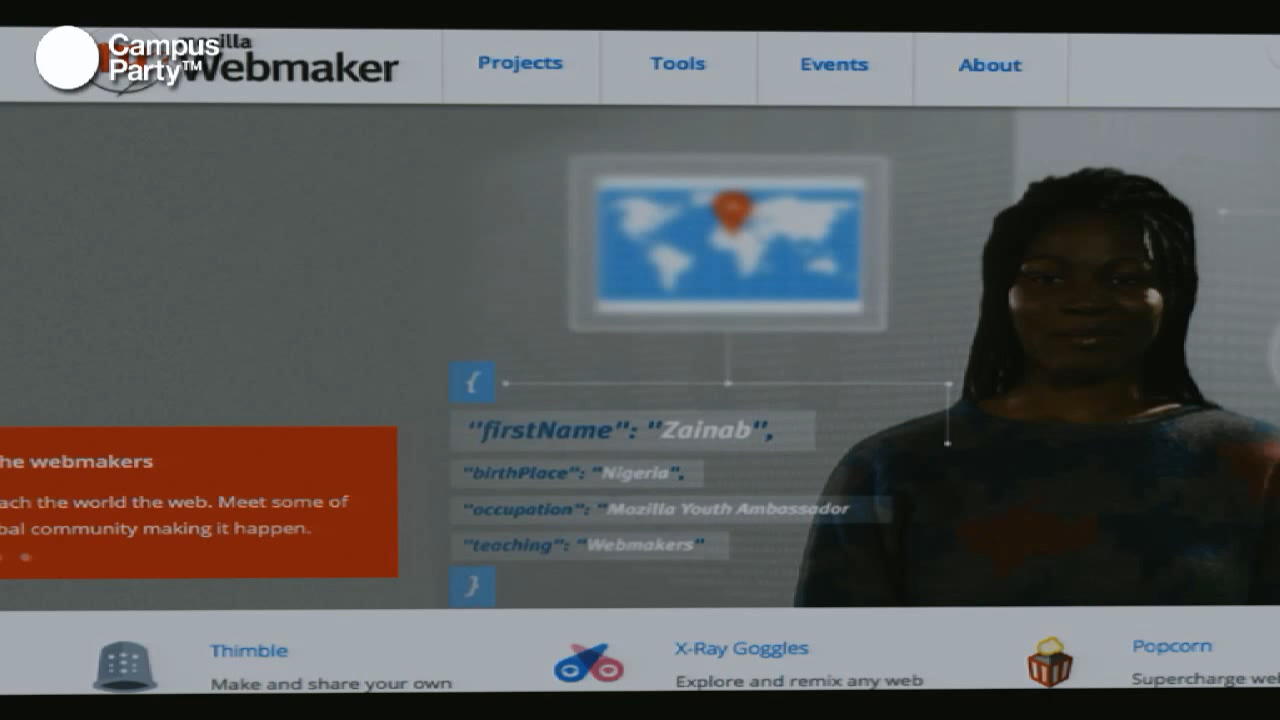 Campus
Party™
mozilla
Webmaker
Projects
Tools
Events
About
{
"firstName": "Zainab",
"birthPlace": "Nigeria",
"occupation": "Mozilla Youth Ambassador
"teaching": "Webmakers"
}
he webmakers
ach the world the web. Meet some of
bal community making it happen.
Thimble
Make and share your own
X-Ray Goggles
Explore and remix any web
Popcorn
Supercharge web